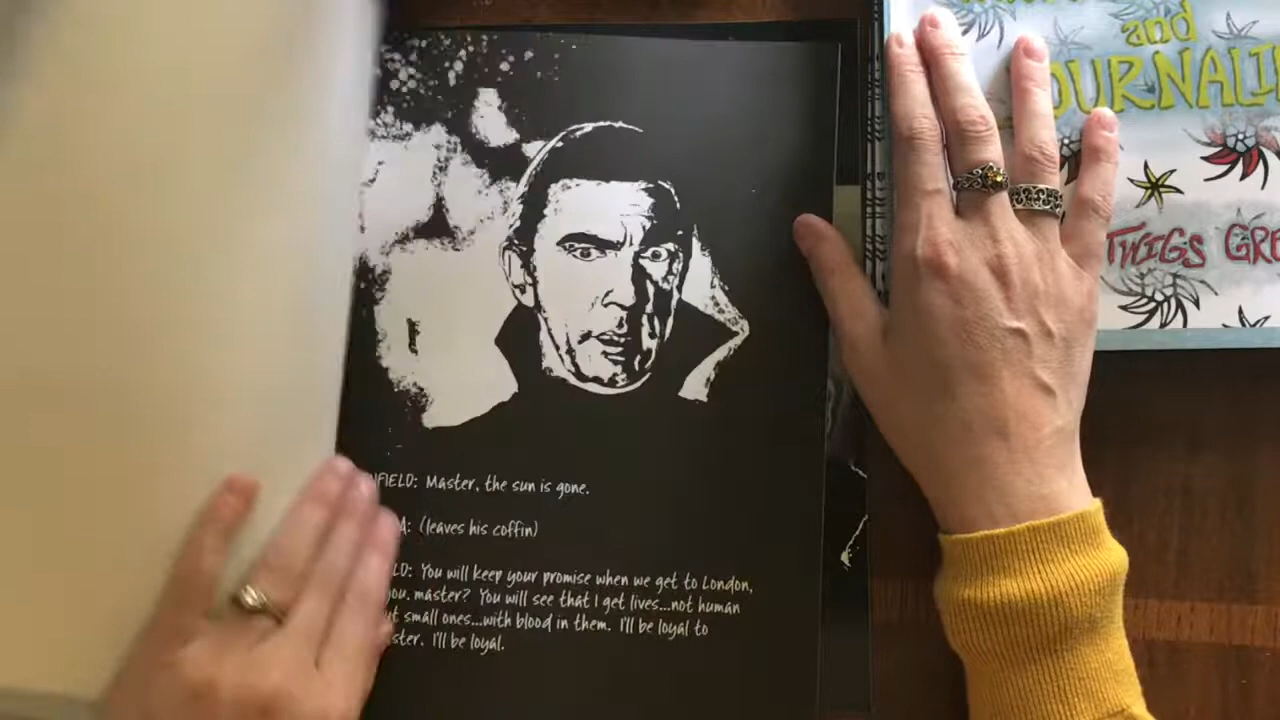 and
OURNALI
TWIGS GRE
NFIELD: Master, the sun is gone.
A: (leaves his coffin)
LD: You will keep your promise when we get to London,
you, master? You will see that I get lives...not human
ut small ones...with blood in them. I'll be loyal to
ster. I'll be loyal.